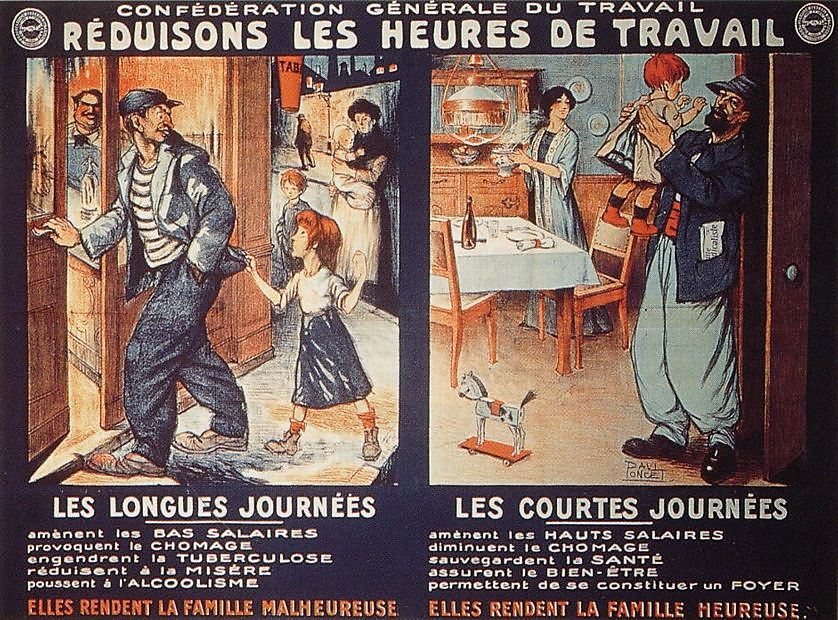 CONFÉDÉRATION GÉNÉRALE DU TRAVAIL
RÉDUISONS LES HEURES DE TRAVAIL
TAB
PAUL
PONCET
LES LONGUES JOURNÉES
amènent les BAS SALAIRES
provoquent le CHOMAGE
engendrent la TUBERCULOSE
réduisent à la MISÈRE
poussent à l'ALCOOLISME
ELLES RENDENT LA FAMILLE MALHEUREUSE
LES COURTES JOURNÉES
amènent les HAUTS SALAIRES
diminuent le CHOMAGE
sauvegardent la SANTÉ
assurent le BIEN-ÊTRE
permettent de se constituer un FOYER
ELLES RENDENT LA FAMILLE HEUREUSE.